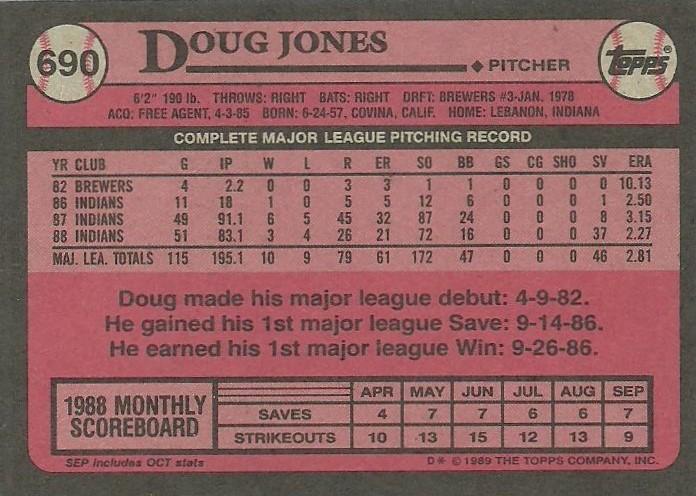 690 DOUG JONES PITCHER TOPPS®
6'2" 190 lb. THROWS: RIGHT BATS: RIGHT DRFT: BREWERS #3-JAN. 1978
ACQ: FREE AGENT, 4-3-85 BORN: 6-24-57, COVINA, CALIF. HOME: LEBANON, INDIANA
COMPLETE MAJOR LEAGUE PITCHING RECORD
YR CLUB G IP W L R ER SO BB GS CG SHO SV ERA
82 BREWERS 4 2.2 0 0 3 3 1 1 0 0 0 0 10.13
86 INDIANS 11 18 1 0 5 5 12 6 0 0 0 1 2.50
87 INDIANS 49 91.1 6 5 45 32 87 24 0 0 0 8 3.15
88 INDIANS 51 83.1 3 4 26 21 72 16 0 0 0 37 2.27
MAJ. LEA. TOTALS 115 195.1 10 9 79 61 172 47 0 0 0 46 2.81
Doug made his major league debut: 4-9-82.
He gained his 1st major league Save: 9-14-86.
He earned his 1st major league Win: 9-26-86.
1988 MONTHLY SCOREBOARD
APR MAY JUN JUL AUG SEP
SAVES 4 7 7 6 6 7
STRIKEOUTS 10 13 15 12 13 9
SEP includes OCT stats D* © 1989 THE TOPPS COMPANY, INC.